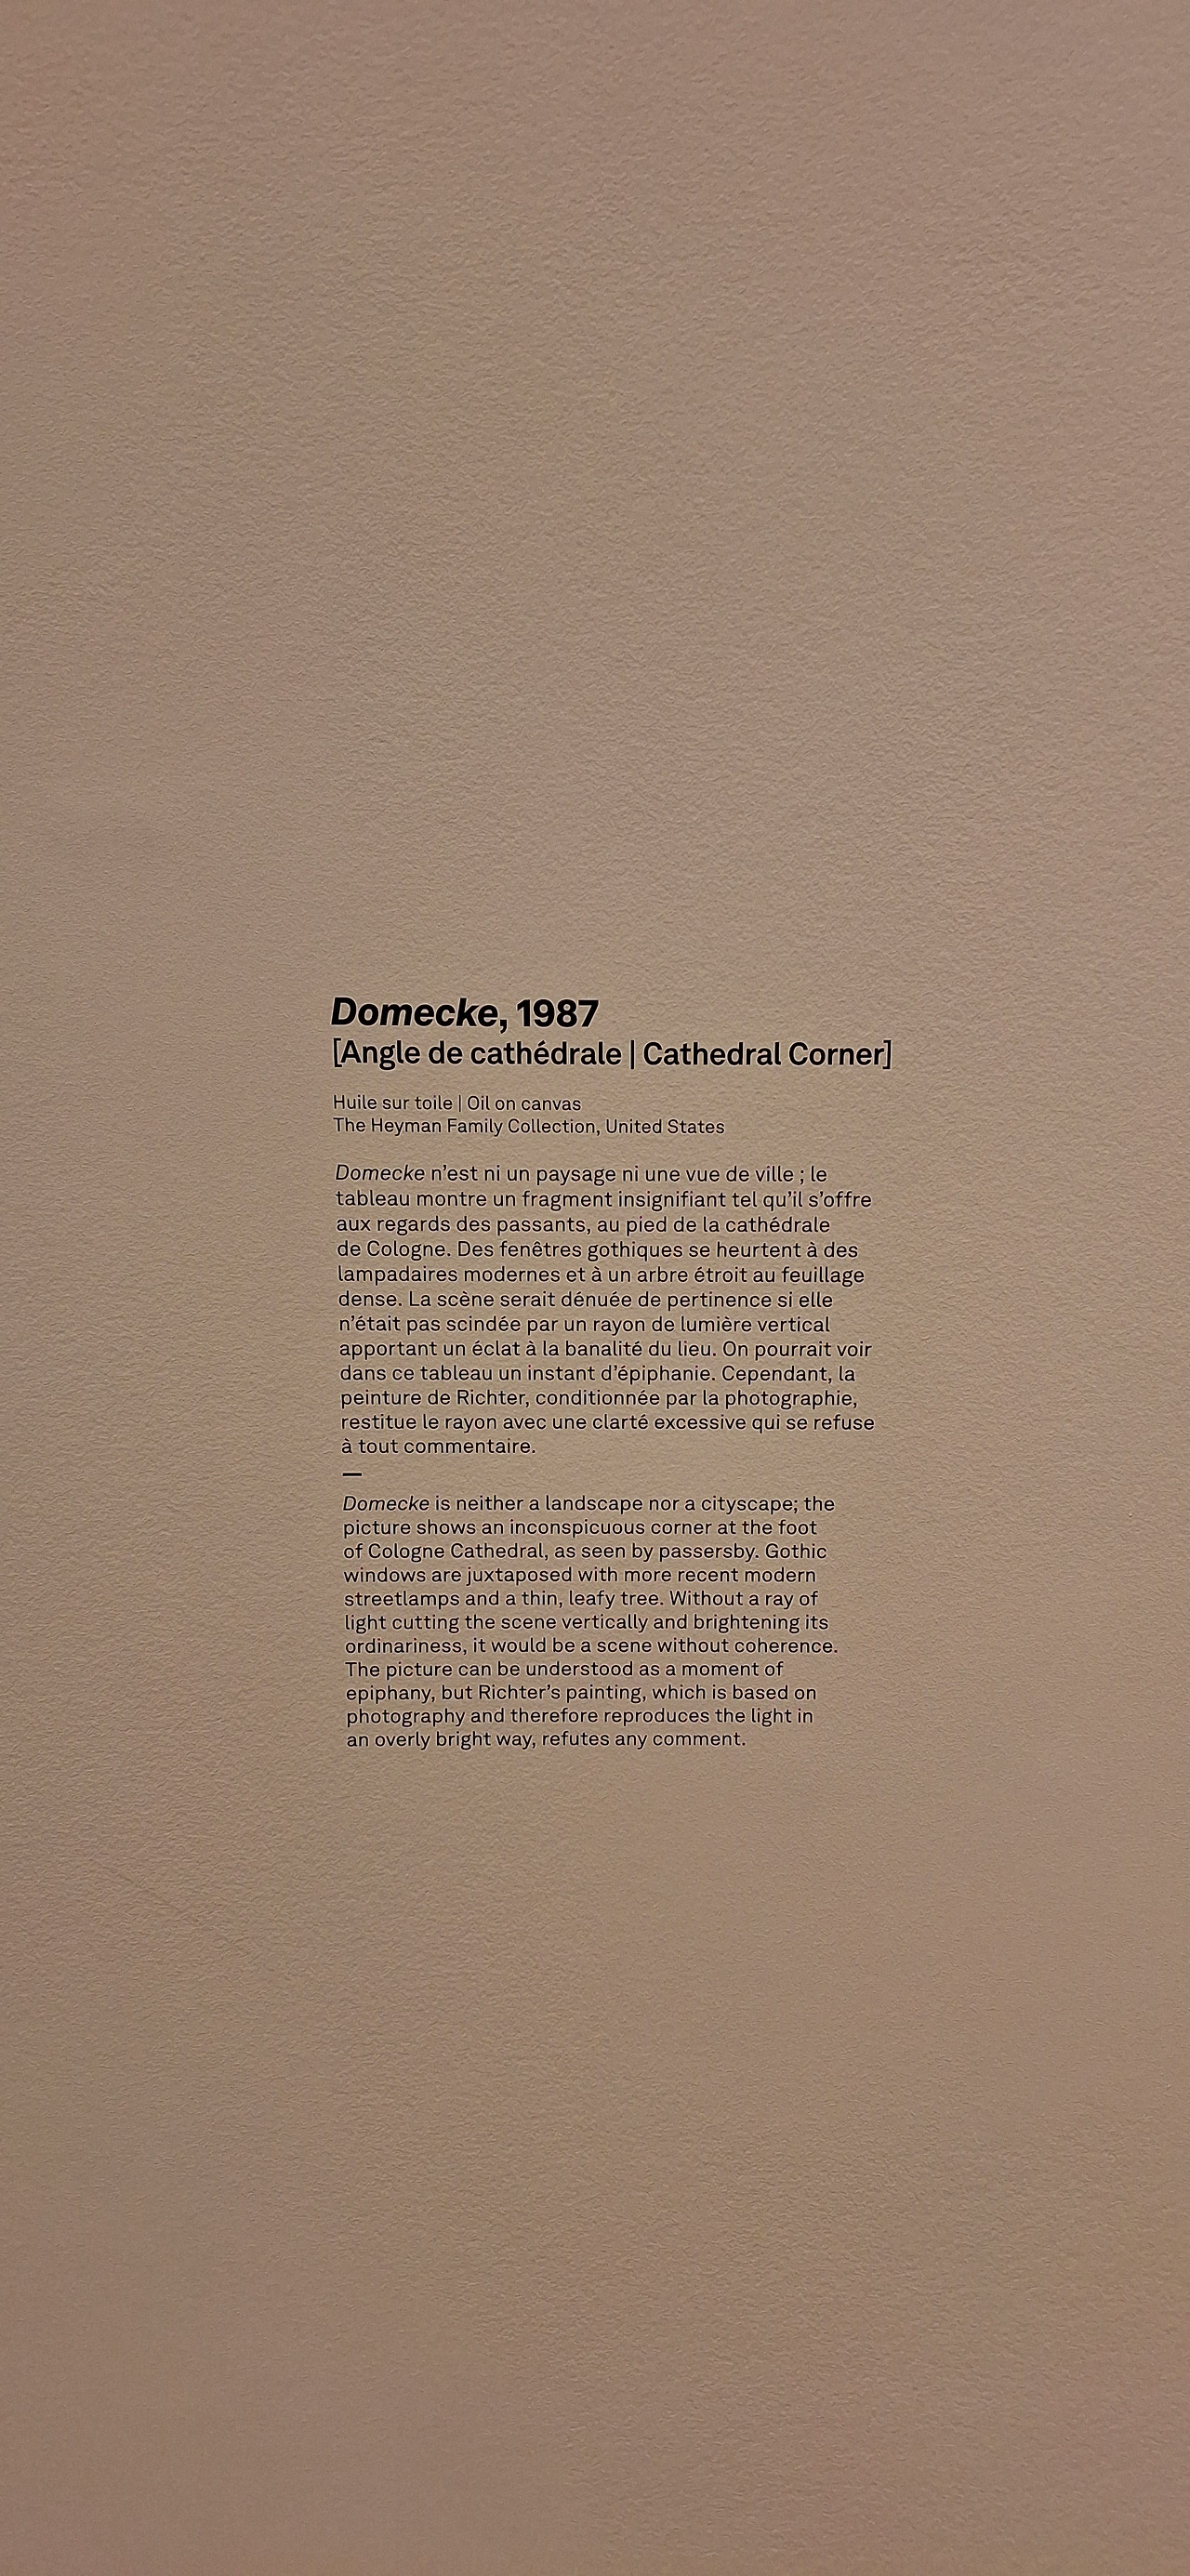 Domecke, 1987
[Angle de cathédrale | Cathedral Corner]
Huile sur toile | Oil on canvas
The Heyman Family Collection, United States
Domecke n’est ni un paysage ni une vue de ville ; le
tableau montre un fragment insignifiant tel qu’il s’offre
aux regards des passants, au pied de la cathédrale
de Cologne. Des fenêtres gothiques se heurtent à des
lampadaires modernes et à un arbre étroit au feuillage
dense. La scène serait dénuée de pertinence si elle
n’était pas scindée par un rayon de lumière vertical
apportant un éclat à la banalité du lieu. On pourrait voir
dans ce tableau un instant d’épiphanie. Cependant, la
peinture de Richter, conditionnée par la photographie,
restitue le rayon avec une clarté excessive qui se refuse
à tout commentaire.
—
Domecke is neither a landscape nor a cityscape; the
picture shows an inconspicuous corner at the foot
of Cologne Cathedral, as seen by passersby. Gothic
windows are juxtaposed with more recent modern
streetlamps and a thin, leafy tree. Without a ray of
light cutting the scene vertically and brightening its
ordinariness, it would be a scene without coherence.
The picture can be understood as a moment of
epiphany, but Richter’s painting, which is based on
photography and therefore reproduces the light in
an overly bright way, refutes any comment.